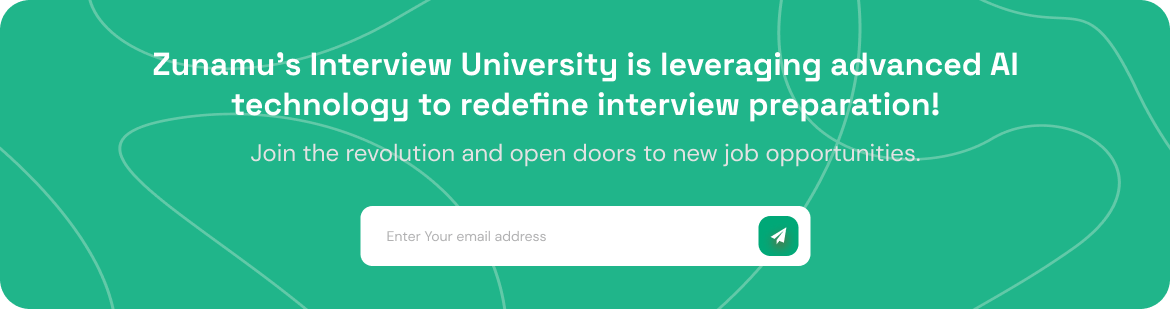 Zunamu’s Interview University is leveraging advanced AI
technology to redefine interview preparation!
Join the revolution and open doors to new job opportunities.
Enter Your email address